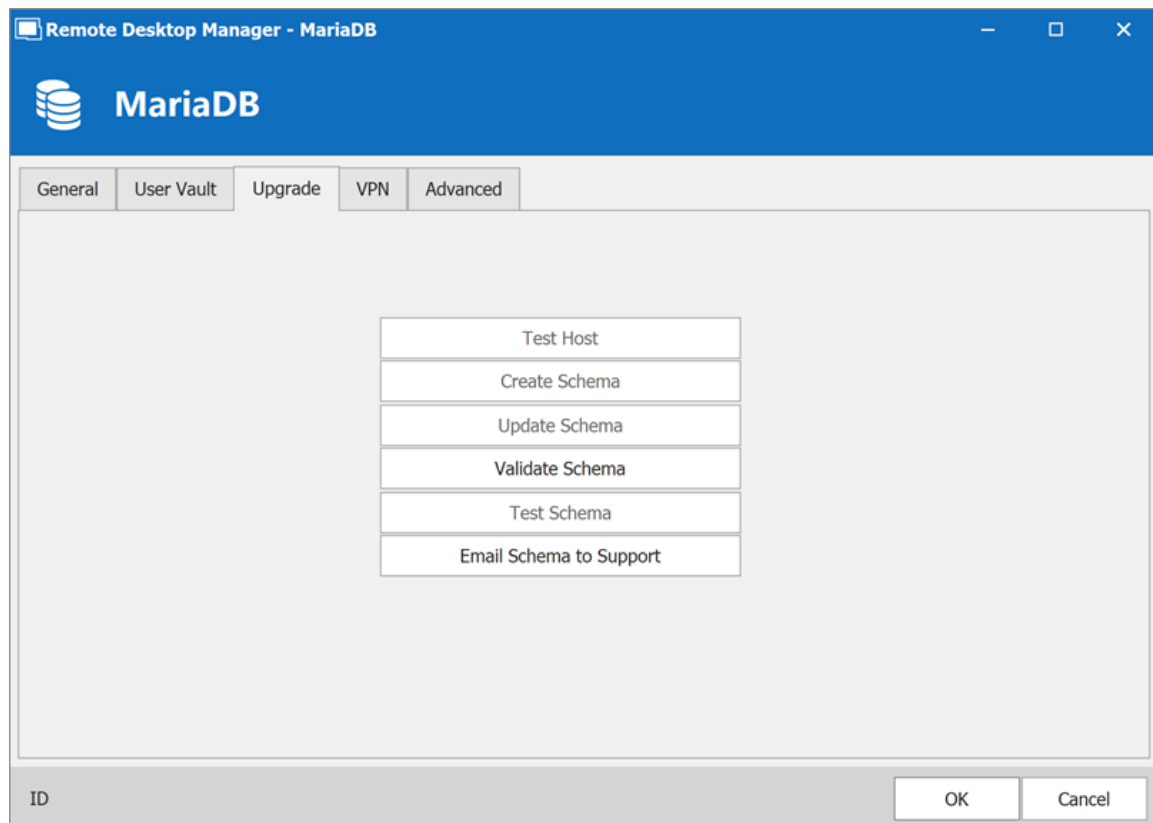 Remote Desktop Manager - MariaDB
MariaDB
General User Vault Upgrade VPN Advanced
Test Host
Create Schema
Update Schema
Validate Schema
Test Schema
Email Schema to Support
ID OK Cancel